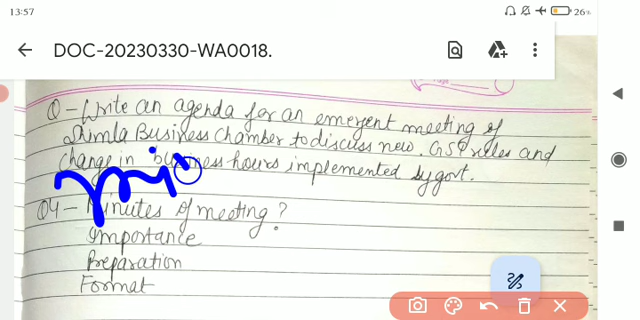 13:57
26%
DOC-20230330-WA0018.
Q - Write an agenda for an emergent meeting of
Shimla Business Chamber to discuss new GST rules and
change in business hours implemented by govt.
Q4 - Minutes of meeting?
Importance
Preparation
Format